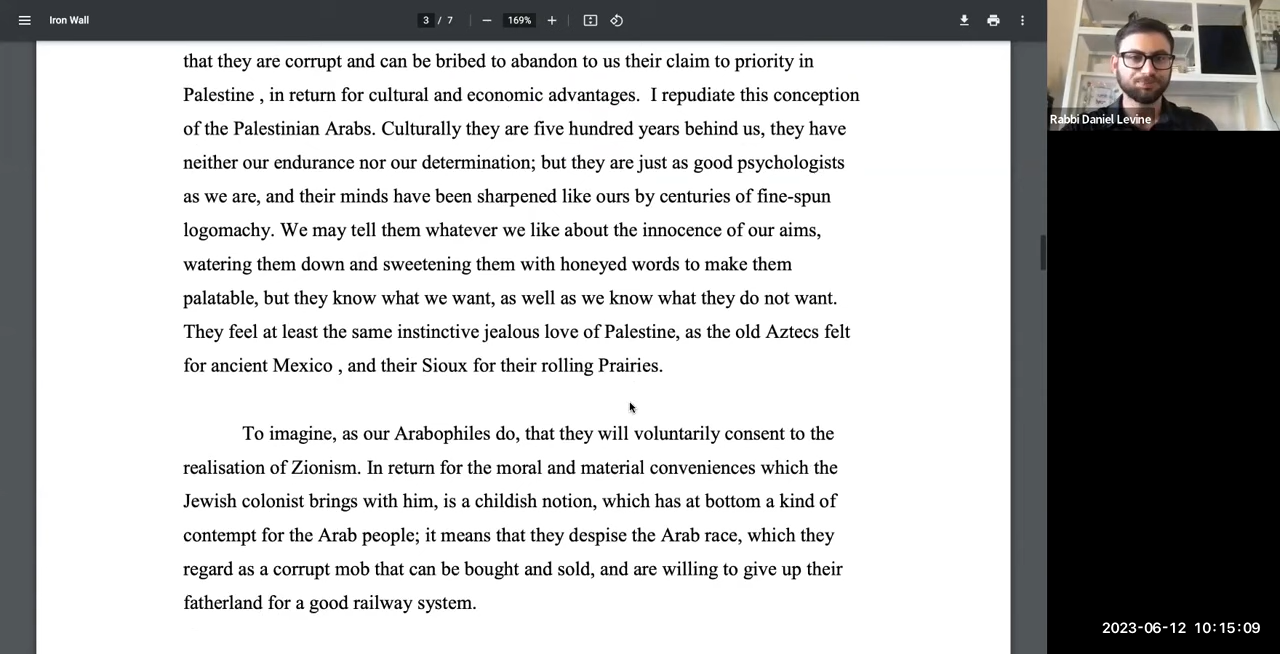 Iron Wall
3 / 7
169%
that they are corrupt and can be bribed to abandon to us their claim to priority in
Palestine , in return for cultural and economic advantages.  I repudiate this conception
of the Palestinian Arabs. Culturally they are five hundred years behind us, they have
neither our endurance nor our determination; but they are just as good psychologists
as we are, and their minds have been sharpened like ours by centuries of fine-spun
logomachy. We may tell them whatever we like about the innocence of our aims,
watering them down and sweetening them with honeyed words to make them
palatable, but they know what we want, as well as we know what they do not want.
They feel at least the same instinctive jealous love of Palestine, as the old Aztecs felt
for ancient Mexico , and their Sioux for their rolling Prairies.
To imagine, as our Arabophiles do, that they will voluntarily consent to the
realisation of Zionism. In return for the moral and material conveniences which the
Jewish colonist brings with him, is a childish notion, which has at bottom a kind of
contempt for the Arab people; it means that they despise the Arab race, which they
regard as a corrupt mob that can be bought and sold, and are willing to give up their
fatherland for a good railway system.
Rabbi Daniel Levine
2023-06-12 10:15:09